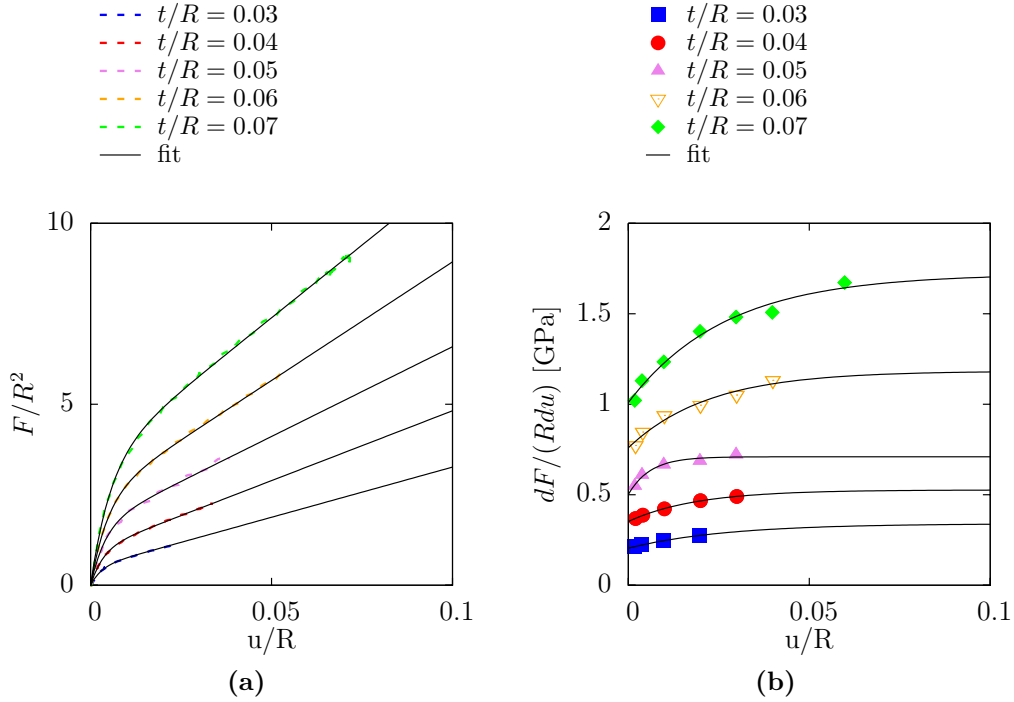 t/R = 0.03
t/R = 0.04
t/R = 0.05
t/R = 0.06
t/R = 0.07
fit
10
5
0
F/R²
0
0.05
0.1
u/R
(a)
t/R = 0.03
t/R = 0.04
t/R = 0.05
t/R = 0.06
t/R = 0.07
fit
2
1.5
1
0.5
0
dF/(Rdu) [GPa]
0
0.05
0.1
u/R
(b)